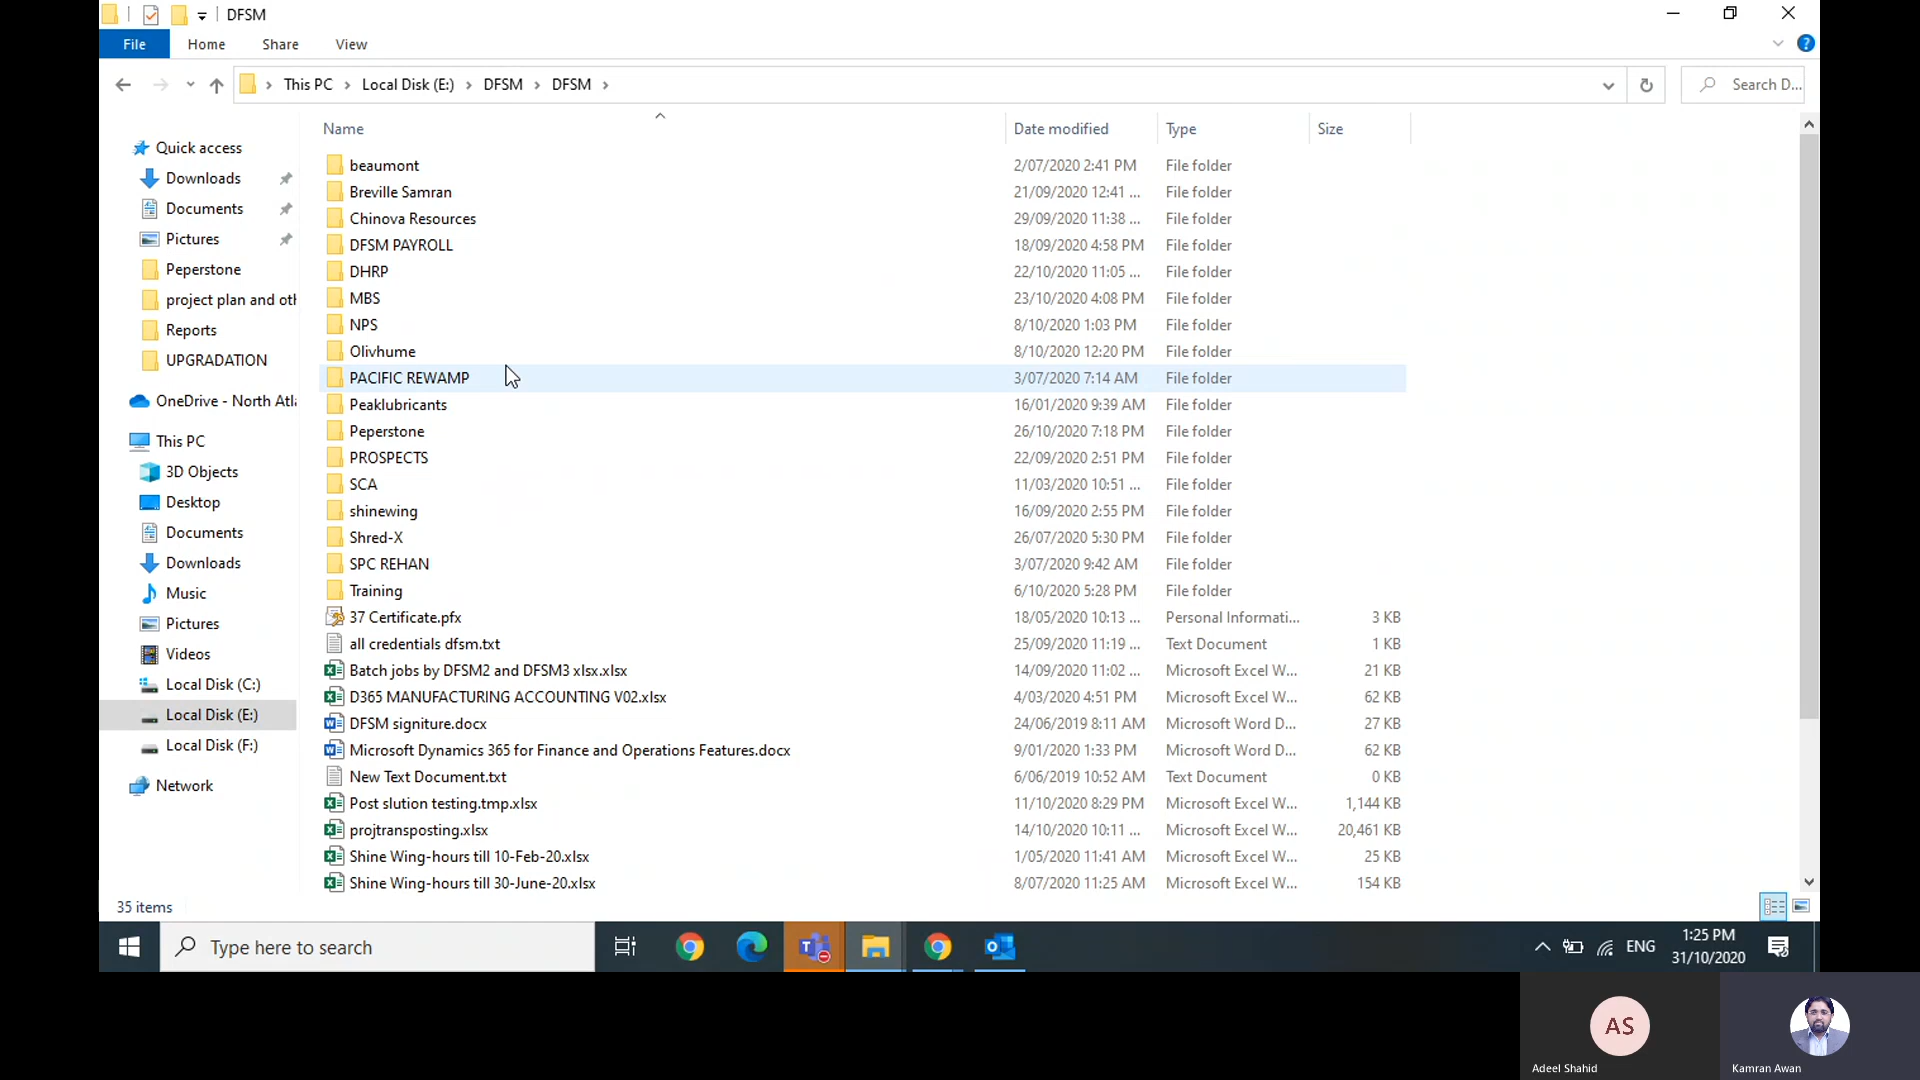 DFSM
File Home Share View
This PC Local Disk (E:) DFSM DFSM
Search D...
Name Date modified Type Size
Quick access
Downloads
Documents
Pictures
Peperstone
project plan and oth
Reports
UPGRADATION
OneDrive - North Atla
This PC
3D Objects
Desktop
Documents
Downloads
Music
Pictures
Videos
Local Disk (C:)
Local Disk (E:)
Local Disk (F:)
Network
beaumont 2/07/2020 2:41 PM File folder
Breville Samran 21/09/2020 12:41 ... File folder
Chinova Resources 29/09/2020 11:38 ... File folder
DFSM PAYROLL 18/09/2020 4:58 PM File folder
DHRP 22/10/2020 11:05 ... File folder
MBS 23/10/2020 4:08 PM File folder
NPS 8/10/2020 1:03 PM File folder
Olivhume 8/10/2020 12:20 PM File folder
PACIFIC REWAMP 3/07/2020 7:14 AM File folder
Peaklubricants 16/01/2020 9:39 AM File folder
Peperstone 26/10/2020 7:18 PM File folder
PROSPECTS 22/09/2020 2:51 PM File folder
SCA 11/03/2020 10:51 ... File folder
shinewing 16/09/2020 2:55 PM File folder
Shred-X 26/07/2020 5:30 PM File folder
SPC REHAN 3/07/2020 9:42 AM File folder
Training 6/10/2020 5:28 PM File folder
37 Certificate.pfx 18/05/2020 10:13 ... Personal Informati... 3 KB
all credentials dfsm.txt 25/09/2020 11:19 ... Text Document 1 KB
Batch jobs by DFSM2 and DFSM3 xlsx.xlsx 14/09/2020 11:02 ... Microsoft Excel W... 21 KB
D365 MANUFACTURING ACCOUNTING V02.xlsx 4/03/2020 4:51 PM Microsoft Excel W... 62 KB
DFSM signiture.docx 24/06/2019 8:11 AM Microsoft Word D... 27 KB
Microsoft Dynamics 365 for Finance and Operations Features.docx 9/01/2020 1:33 PM Microsoft Word D... 62 KB
New Text Document.txt 6/06/2019 10:52 AM Text Document 0 KB
Post slution testing.tmp.xlsx 11/10/2020 8:29 PM Microsoft Excel W... 1,144 KB
projtransposting.xlsx 14/10/2020 10:11 ... Microsoft Excel W... 20,461 KB
Shine Wing-hours till 10-Feb-20.xlsx 1/05/2020 11:41 AM Microsoft Excel W... 25 KB
Shine Wing-hours till 30-June-20.xlsx 8/07/2020 11:25 AM Microsoft Excel W... 154 KB
35 items
Type here to search
ENG
1:25 PM
31/10/2020
AS
Adeel Shahid
Kamran Awan